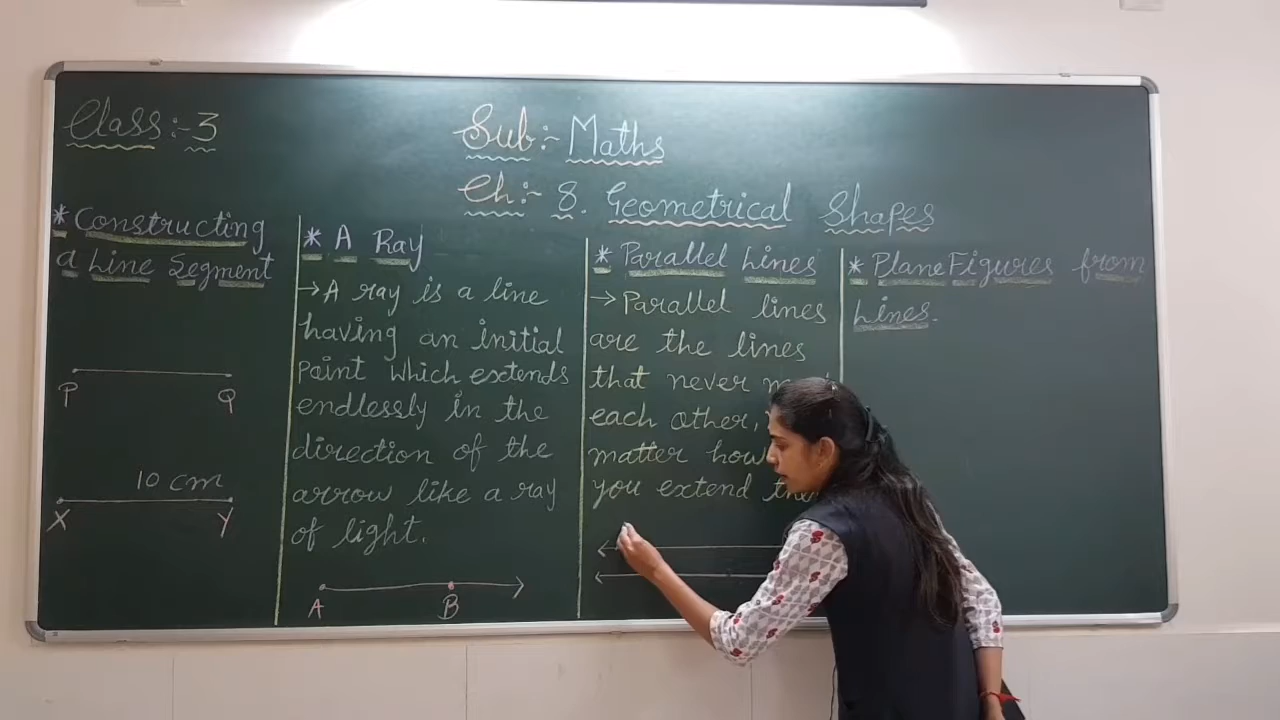 Class:- 3
Sub:- Maths
Ch:- 8. Geometrical Shapes
* Constructing
a Line Segment
P Q
10 cm
X Y
* A Ray
→ A ray is a line
having an initial
point which extends
endlessly in the
direction of the
arrow like a ray
of light.
A B
* Parallel Lines
→ Parallel lines
are the lines
that never
each other,
matter how
you extend
* Plane Figures from
Lines.